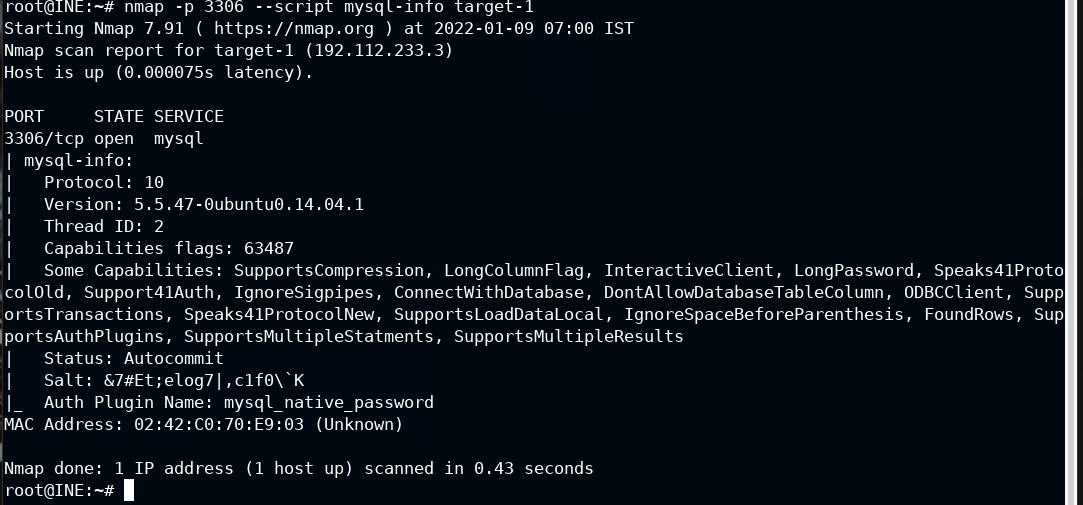 root@INE:~# nmap -p 3306 --script mysql-info target-1
Starting Nmap 7.91 ( https://nmap.org ) at 2022-01-09 07:00 IST
Nmap scan report for target-1 (192.112.233.3)
Host is up (0.000075s latency).

PORT     STATE SERVICE
3306/tcp open  mysql
| mysql-info:
|   Protocol: 10
|   Version: 5.5.47-0ubuntu0.14.04.1
|   Thread ID: 2
|   Capabilities flags: 63487
|   Some Capabilities: SupportsCompression, LongColumnFlag, InteractiveClient, LongPassword, Speaks41Proto
colOld, Support41Auth, IgnoreSigpipes, ConnectWithDatabase, DontAllowDatabaseTableColumn, ODBCClient, Supp
ortsTransactions, Speaks41ProtocolNew, SupportsLoadDataLocal, IgnoreSpaceBeforeParenthesis, FoundRows, Sup
portsAuthPlugins, SupportsMultipleStatments, SupportsMultipleResults
|   Status: Autocommit
|   Salt: &7#Et;elog7|,c1f0\`K
|_  Auth Plugin Name: mysql_native_password
MAC Address: 02:42:C0:70:E9:03 (Unknown)

Nmap done: 1 IP address (1 host up) scanned in 0.43 seconds
root@INE:~#